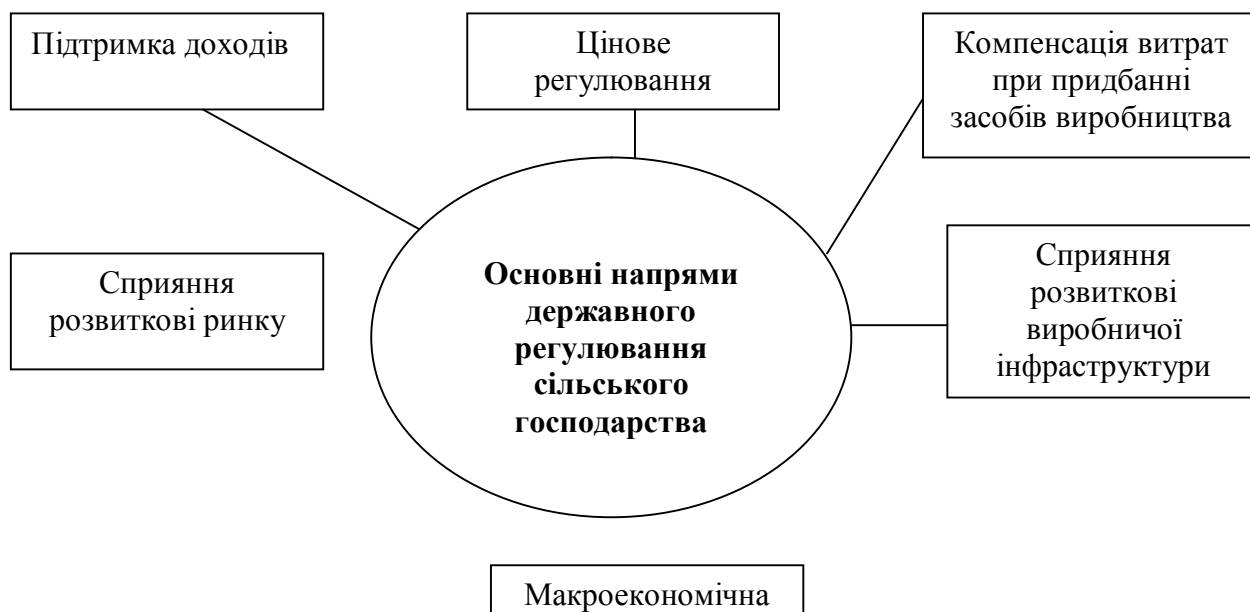 Підтримка доходів
Цінове
регулювання
Компенсація витрат
при придбанні
засобів виробництва
Сприяння
розвиткові ринку
Основні напрями
державного
регулювання
сільського
господарства
Сприяння
розвиткові
виробничої
інфраструктури
Макроекономічна